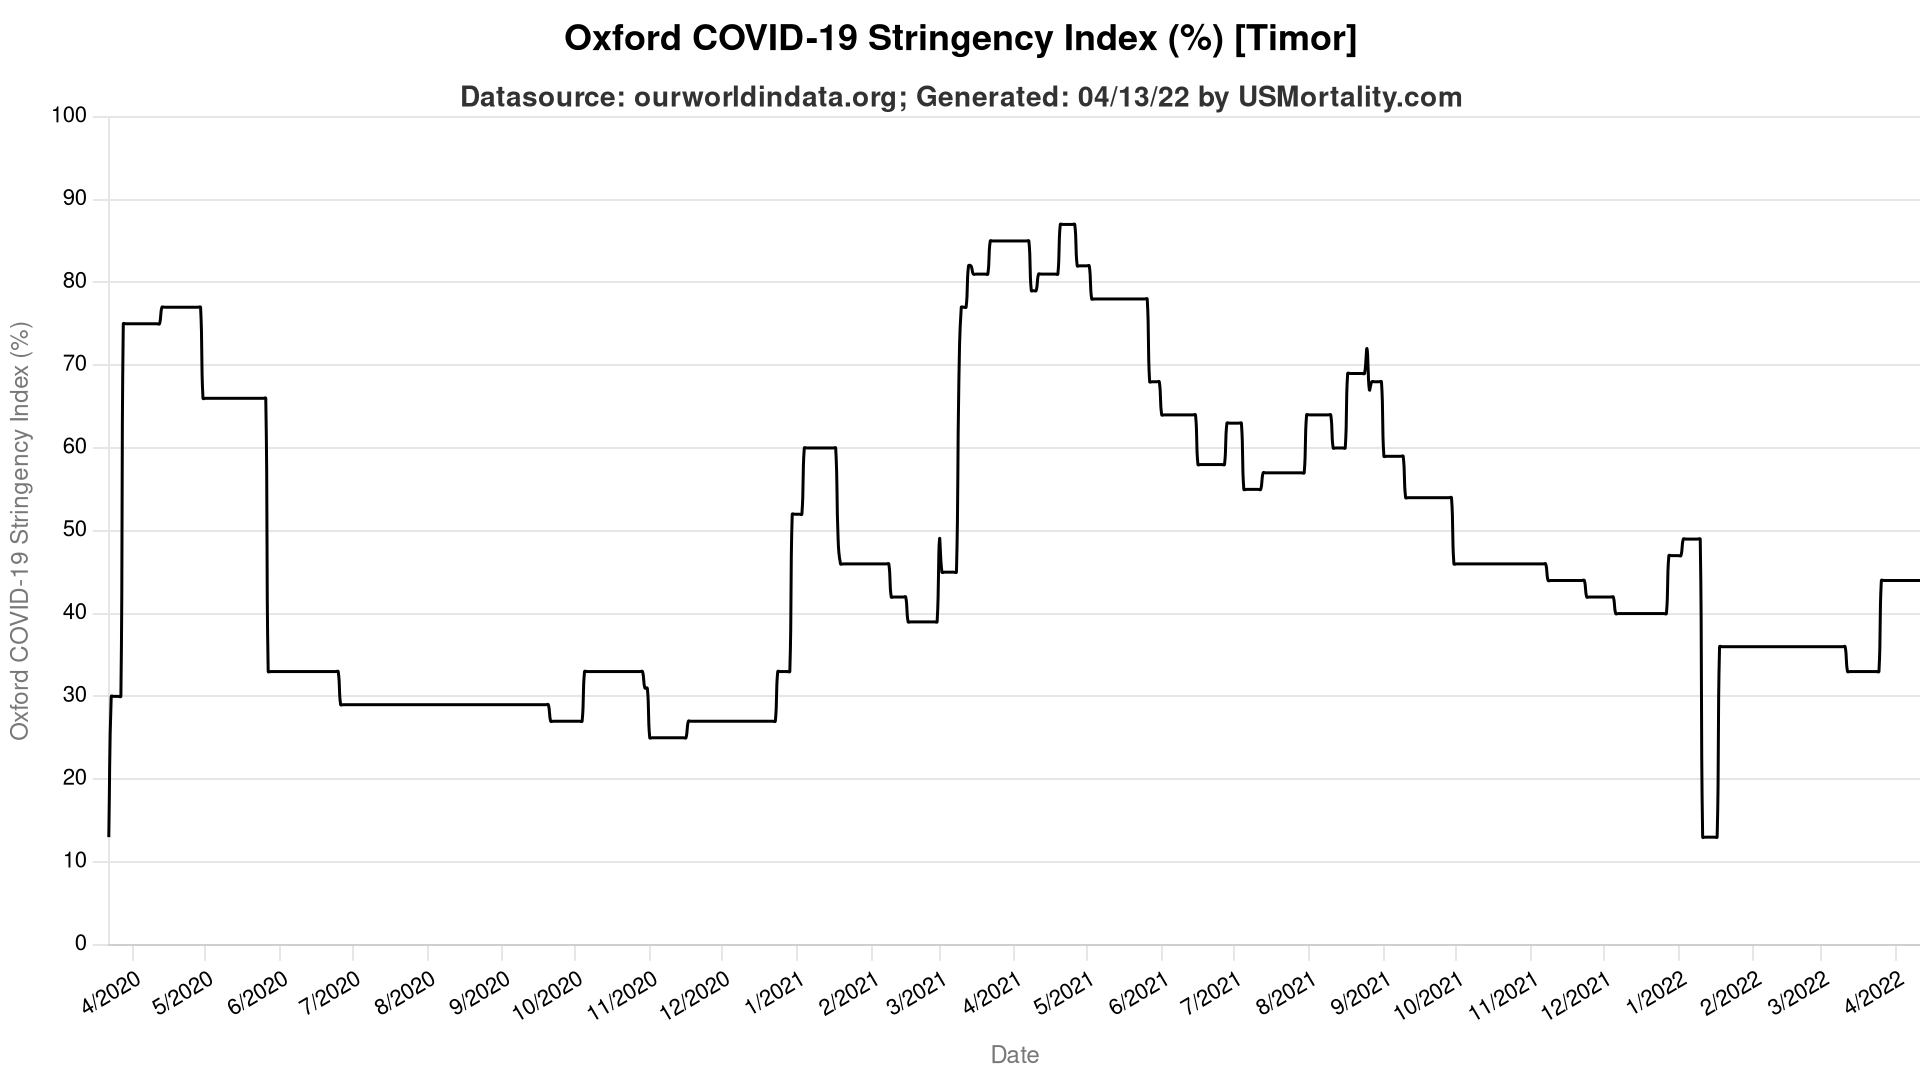 Oxford COVID-19 Stringency Index (%) [Timor]
Datasource: ourworldindata.org; Generated: 04/13/22 by USMortality.com
Oxford COVID-19 Stringency Index (%)
100
90
80
70
60
50
40
30
20
10
0
4/2020 5/2020 6/2020 7/2020 8/2020 9/2020 10/2020 11/2020 12/2020 1/2021 2/2021 3/2021 4/2021 5/2021 6/2021 7/2021 8/2021 9/2021 10/2021 11/2021 12/2021 1/2022 2/2022 3/2022 4/2022
Date